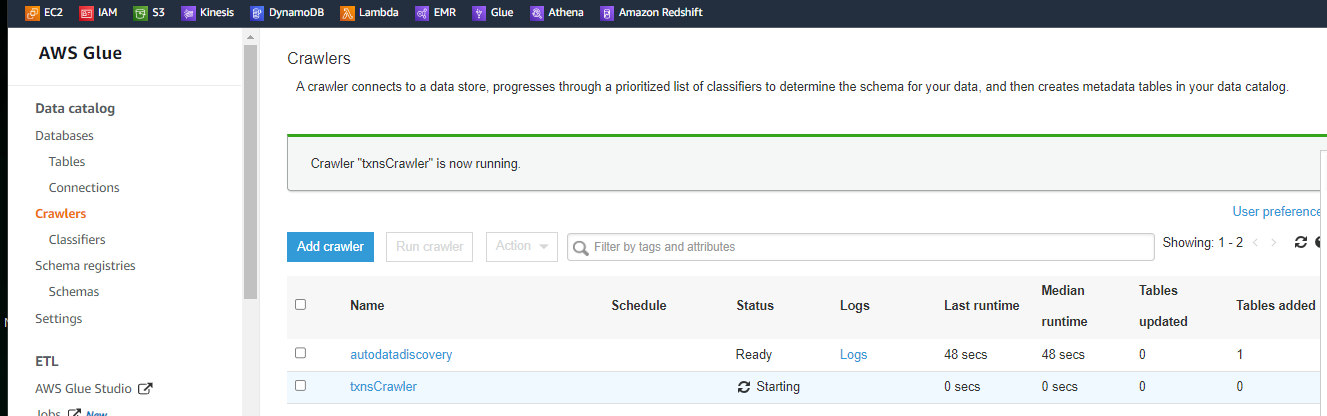 EC2 IAM S3 Kinesis DynamoDB Lambda EMR Glue Athena Amazon Redshift
AWS Glue
Data catalog
Databases
Tables
Connections
Crawlers
Classifiers
Schema registries
Schemas
Settings
ETL
AWS Glue Studio
Jobs New
Crawlers
A crawler connects to a data store, progresses through a prioritized list of classifiers to determine the schema for your data, and then creates metadata tables in your data catalog.
Crawler "txnsCrawler" is now running.
User preference
Add crawler Run crawler Action Filter by tags and attributes Showing: 1 - 2
Name Schedule Status Logs Last runtime Median runtime Tables updated Tables added
autodatadiscovery Ready Logs 48 secs 48 secs 0 1
txnsCrawler Starting 0 secs 0 secs 0 0